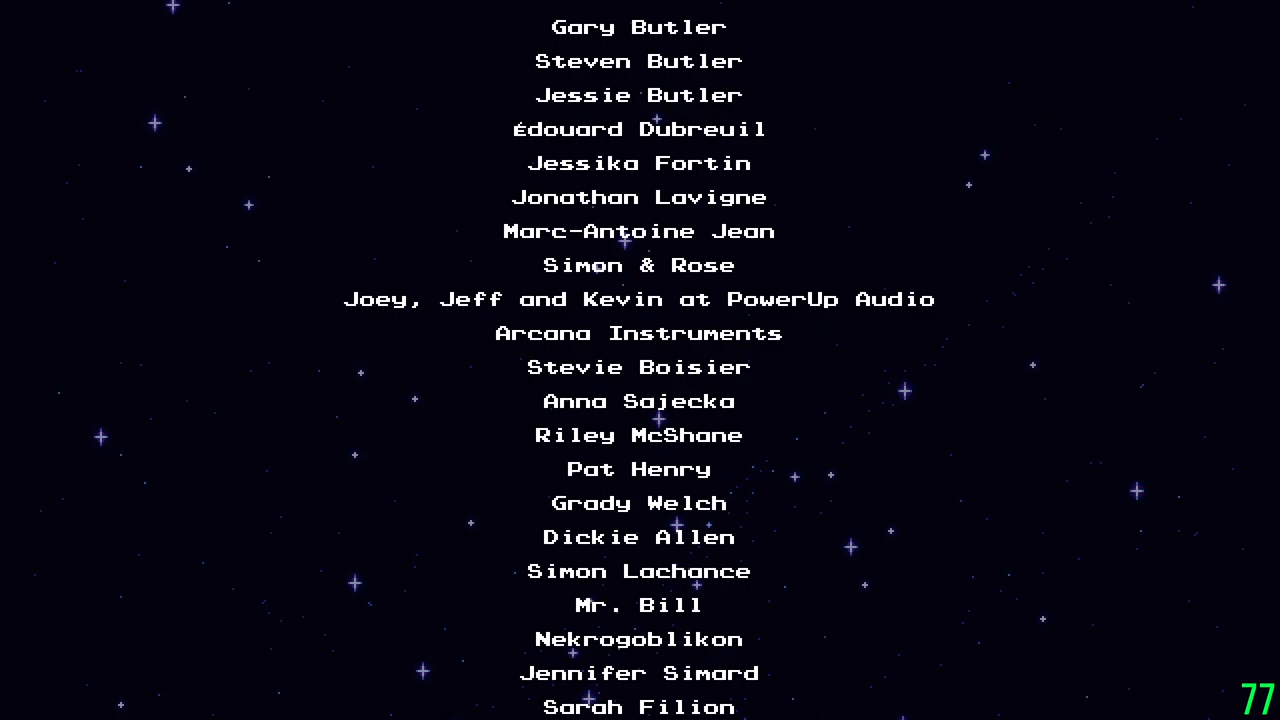 Gary Butler
Steven Butler
Jessie Butler
Édouard Dubreuil
Jessika Fortin
Jonathan Lavigne
Marc-Antoine Jean
Simon & Rose
Joey, Jeff and Kevin at PowerUp Audio
Arcana Instruments
Stevie Boisier
Anna Sajecka
Riley McShane
Pat Henry
Grady Welch
Dickie Allen
Simon Lachance
Mr. Bill
Nekrogoblikon
Jennifer Simard
Sarah Filion
77